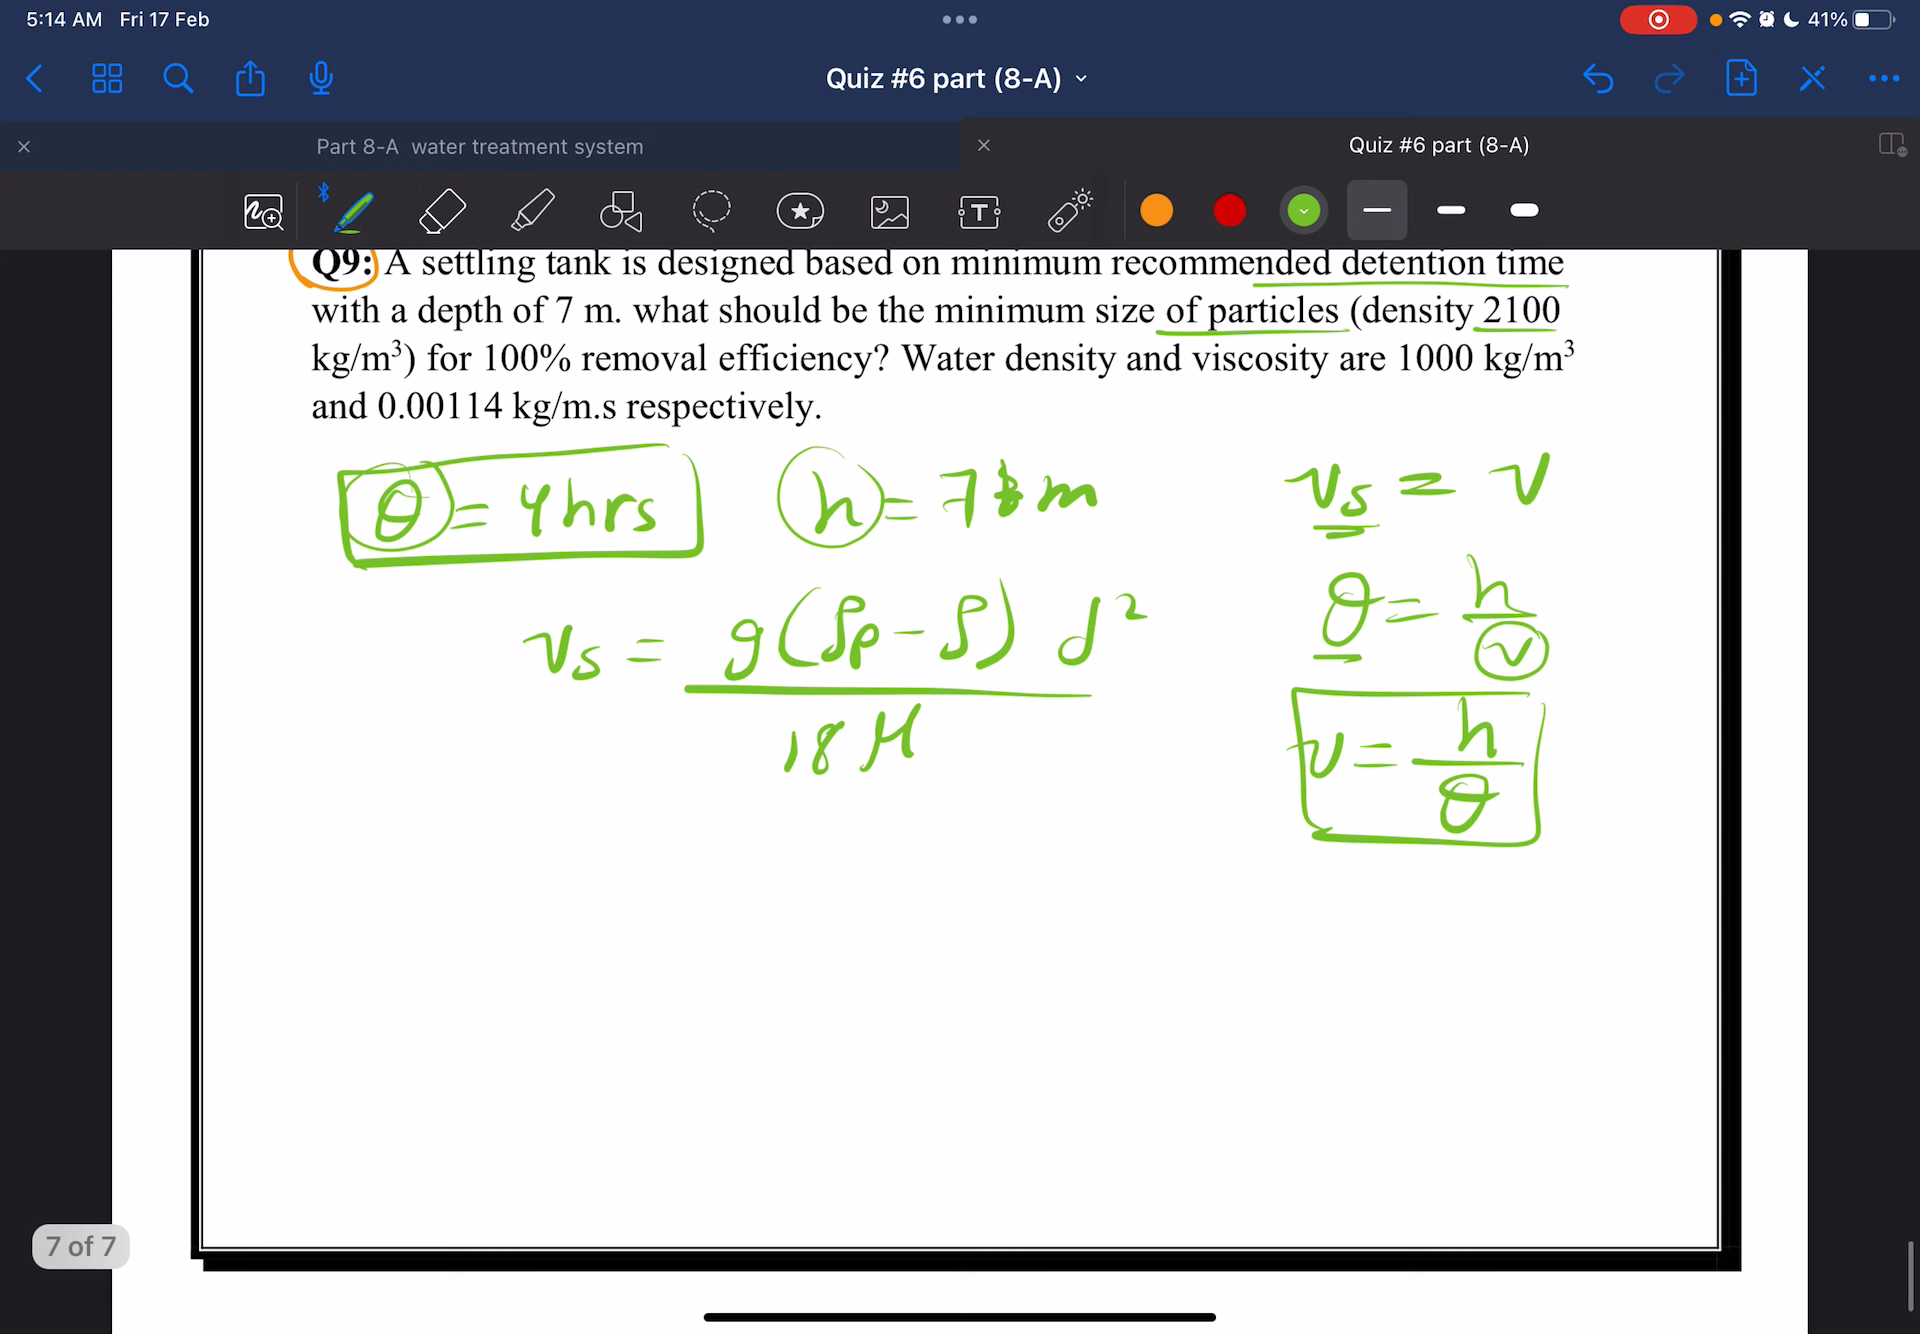 5:14 AM Fri 17 Feb
41%
Quiz #6 part (8-A)
Part 8-A water treatment system
Quiz #6 part (8-A)
T
Q9: A settling tank is designed based on minimum recommended detention time
with a depth of 7 m. what should be the minimum size of particles (density 2100
kg/m³) for 100% removal efficiency? Water density and viscosity are 1000 kg/m³
and 0.00114 kg/m.s respectively.
θ = 4hrs
h = 7 m
vs = v
θ = h/v
vs = g(ρp - ρ) d² / 18 μ
v = h/θ
7 of 7